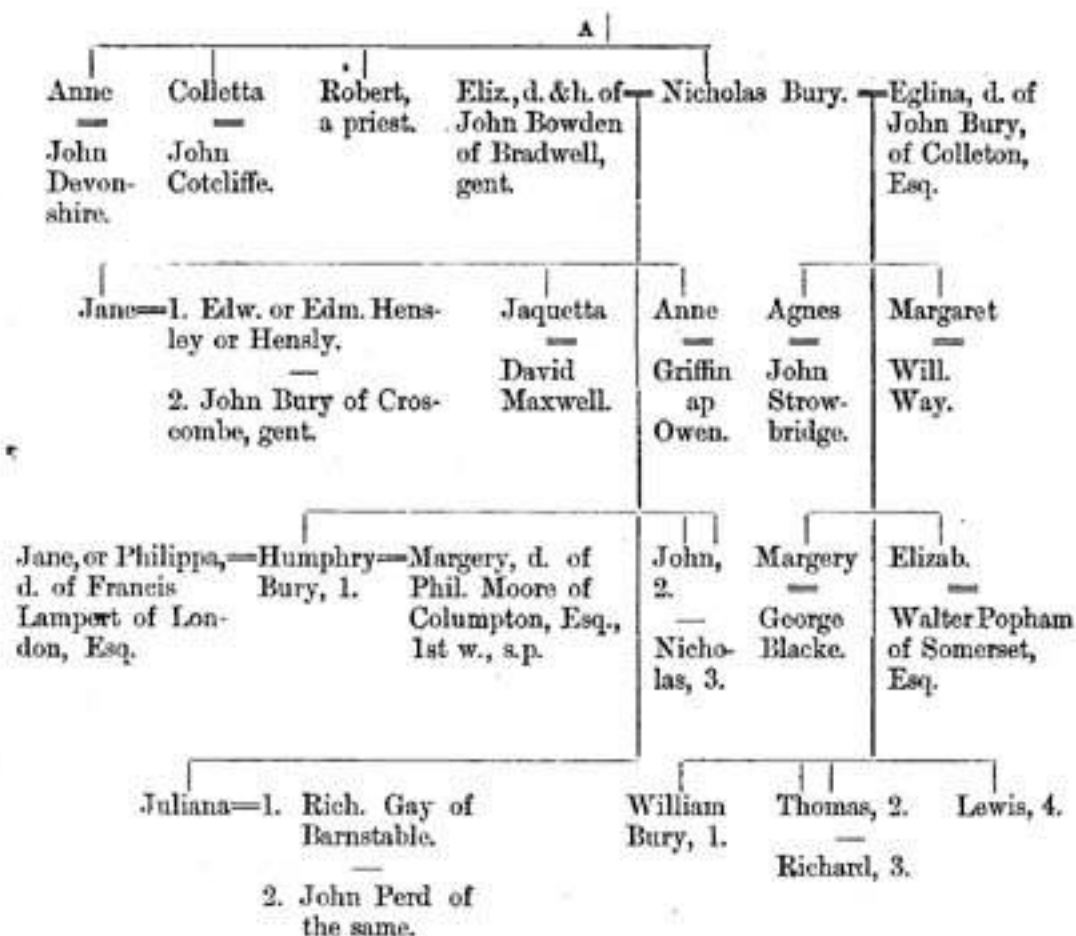 A
Anne
John
Devon-
shire.
Colletta
John
Cotcliffe.
Robert,
a priest.
Eliz., d. & h. of
John Bowden
of Bradwell,
gent.
Nicholas Bury.
Eglina, d. of
John Bury,
of Colleton,
Esq.
Jane=1. Edw. or Edm. Hens-
ley or Hensly.
—
2. John Bury of Cros-
combe, gent.
Jaquetta
David
Maxwell.
Anne
Griffin
ap
Owen.
Agnes
John
Strow-
bridge.
Margaret
Will.
Way.
Jane, or Philippa,=
d. of Francis
Lampert of Lon-
don, Esq.
Humphry=
Bury, 1.
Margery, d. of
Phil. Moore of
Columpton, Esq.,
1st w., s.p.
John,
2.
—
Nicho-
las, 3.
Margery
George
Blacke.
Elizab.
Walter Popham
of Somerset,
Esq.
Juliana=1. Rich. Gay of
Barnstable.
—
2. John Perd of
the same.
William
Bury, 1.
Thomas, 2.
—
Richard, 3.
Lewis, 4.